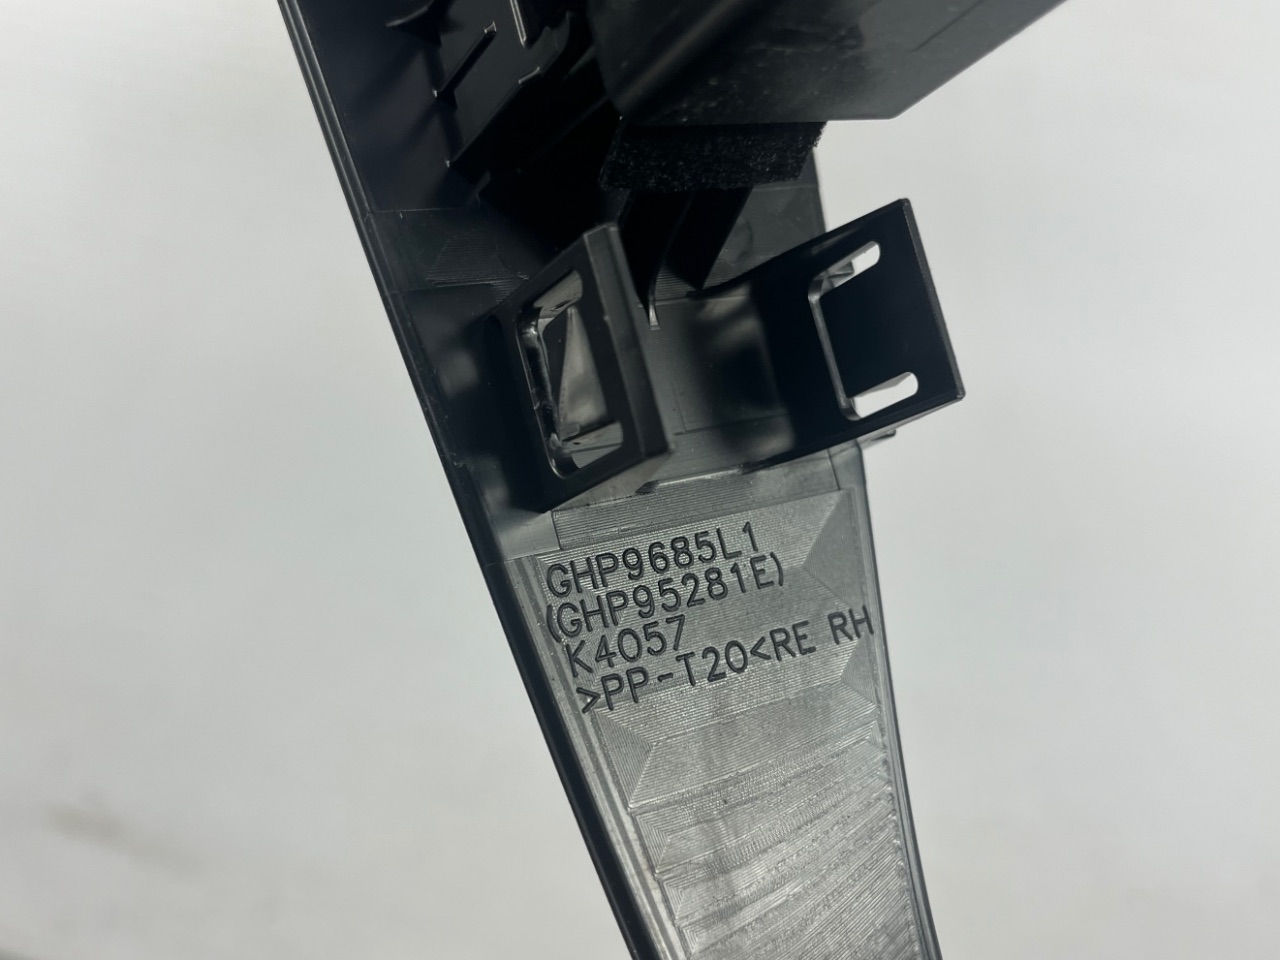 GHP9685L1
(GHP95281E)
K4057
>PP-T20<RE RH